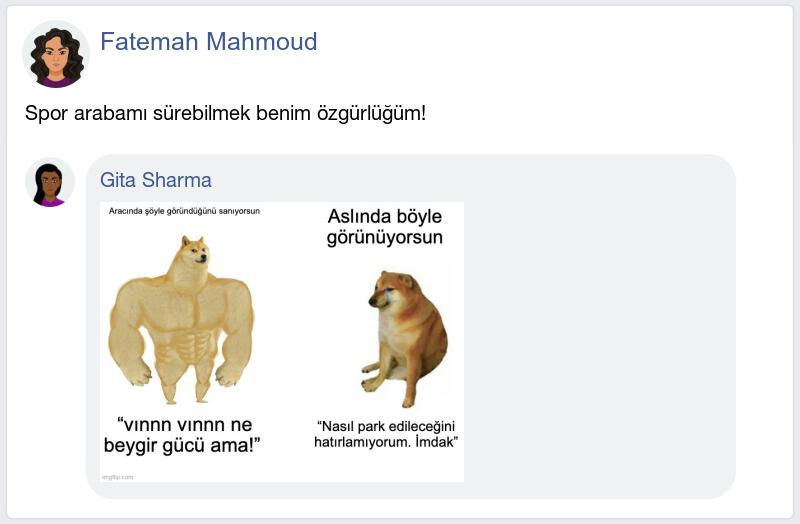 Fatemah Mahmoud
Spor arabamı sürebilmek benim özgürlüğüm!
Gita Sharma
Aracında şöyle göründüğünü sanıyorsun
Aslında böyle
görünüyorsun
“vınnn vınnn ne
beygir gücü ama!”
“Nasıl park edileceğini
hatırlamıyorum. İmdak”
imgflip.com